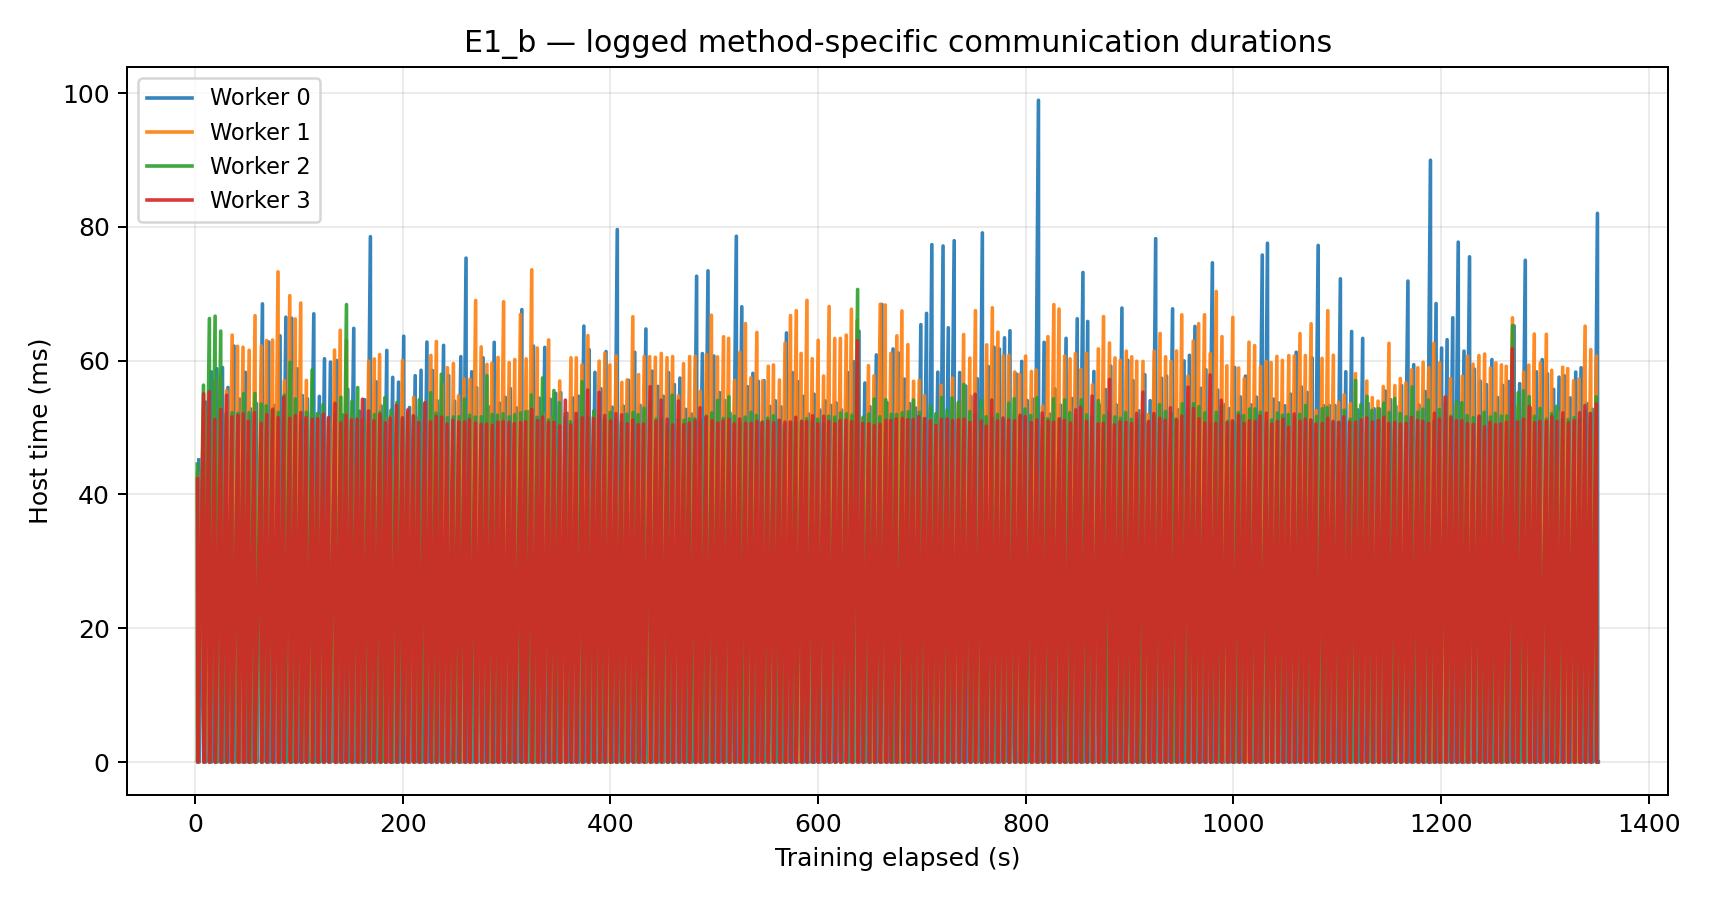 E1_b — logged method-specific communication durations
Worker 0
Worker 1
Worker 2
Worker 3
Host time (ms)
100
80
60
40
20
0
0 200 400 600 800 1000 1200 1400
Training elapsed (s)